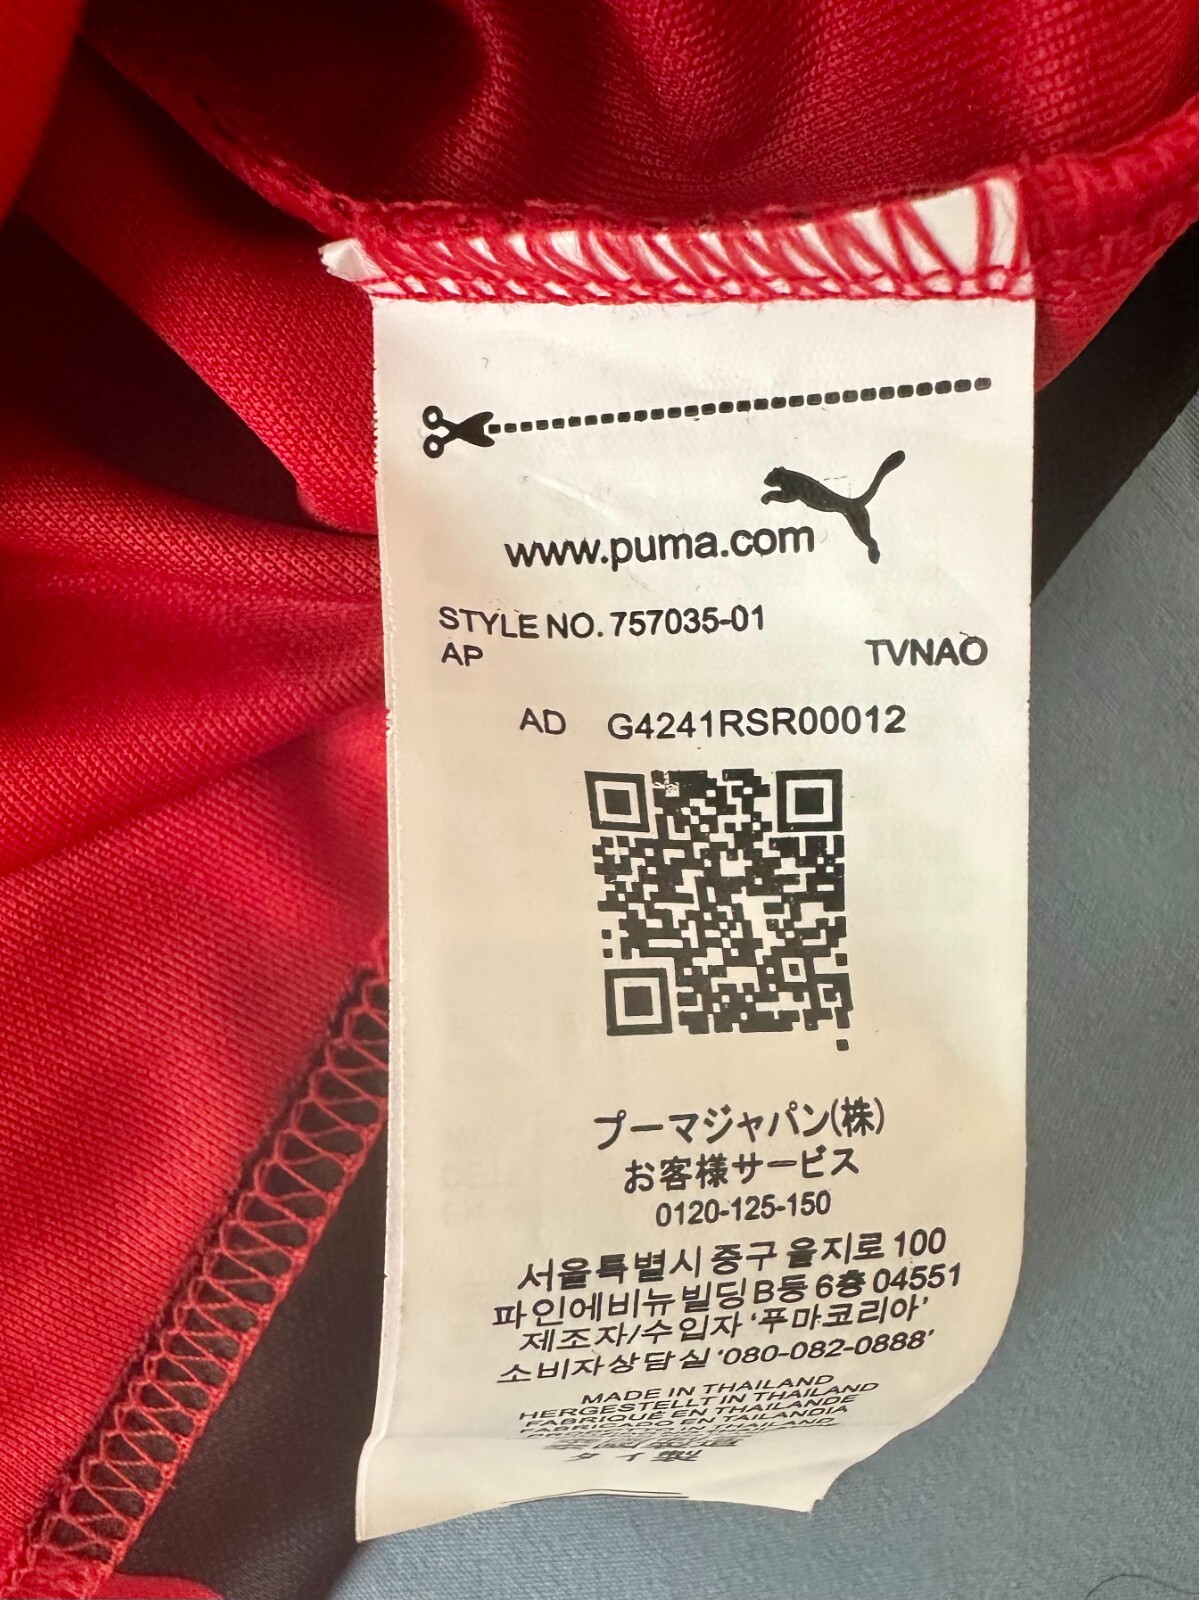 www.puma.com
STYLE NO. 757035-01
AP TVNAO
AD G4241RSR00012
プーマジャパン(株)
お客様サービス
0120-125-150
서울특별시 중구 을지로 100
파인에비뉴빌딩 B동 6층 04551
제조자/수입자 '푸마코리아'
소비자상담실 '080-082-0888'
MADE IN THAILAND
HERGESTELLT IN THAILAND
FABRIQUÉ EN THAILANDE
FABRICADO EN TAILANDIA
タイ製